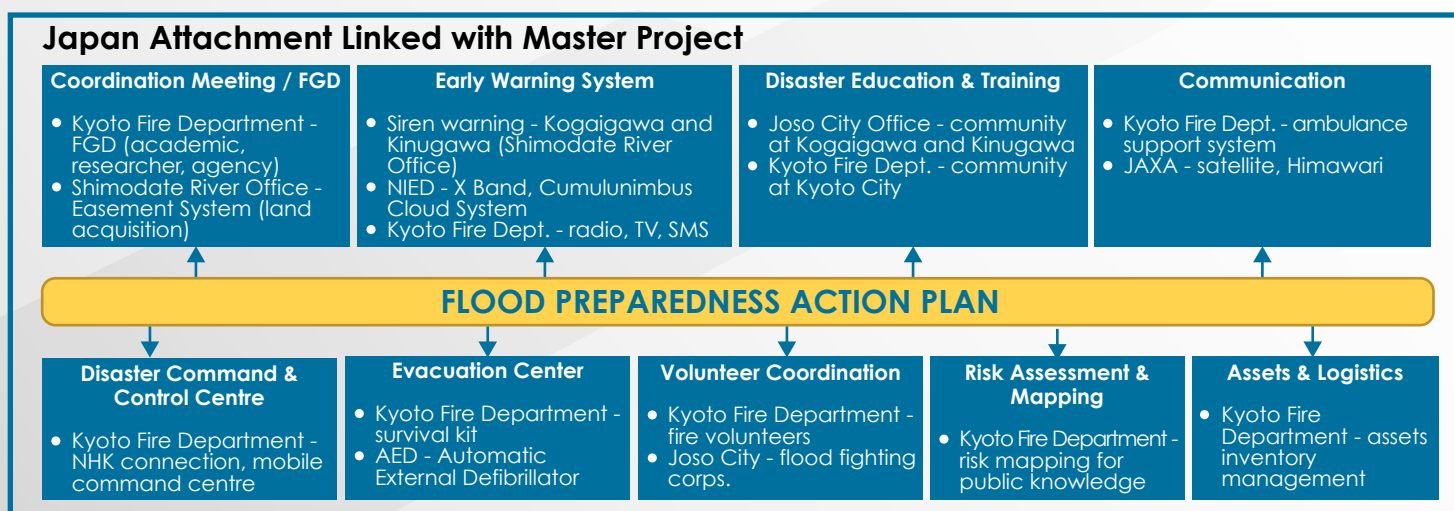 Japan Attachment Linked with Master Project
Coordination Meeting / FGD
• Kyoto Fire Department -
FGD (academic,
researcher, agency)
• Shimodate River Office -
Easement System (land
acquisition)
Early Warning System
• Siren warning - Kogaigawa and
Kinugawa (Shimodate River
Office)
• NIED - X Band, Cumulunimbus
Cloud System
• Kyoto Fire Dept. - radio, TV, SMS
Disaster Education & Training
• Joso City Office - community
at Kogaigawa and Kinugawa
• Kyoto Fire Dept. - community
at Kyoto City
Communication
• Kyoto Fire Dept. - ambulance
support system
• JAXA - satellite, Himawari
FLOOD PREPAREDNESS ACTION PLAN
Disaster Command &
Control Centre
• Kyoto Fire Department -
NHK connection, mobile
command centre
Evacuation Center
• Kyoto Fire Department -
survival kit
• AED - Automatic
External Defibrillator
Volunteer Coordination
• Kyoto Fire Department -
fire volunteers
• Joso City - flood fighting
corps.
Risk Assessment &
Mapping
• Kyoto Fire Department -
risk mapping for
public knowledge
Assets & Logistics
• Kyoto Fire
Department - assets
inventory
management